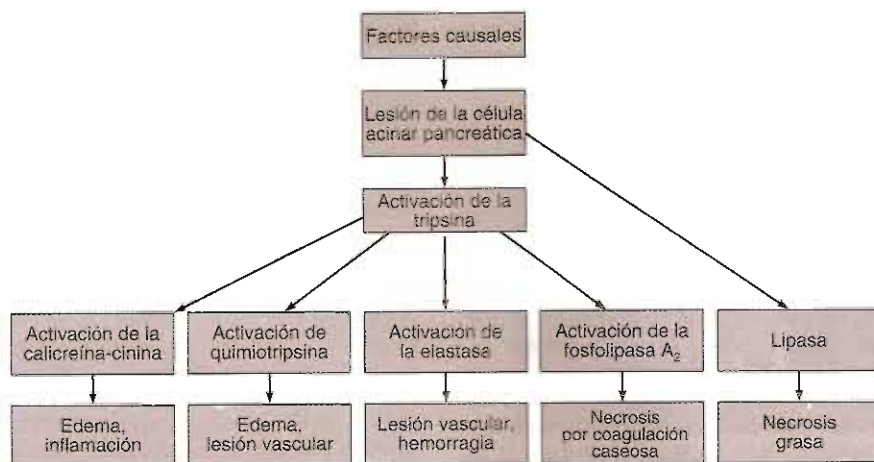 Factores causales
Lesión de la célula
acinar pancreática
Activación de la
tripsina
Activación de la
calicreína-cinina
Activación de
quimiotripsina
Activación de
la elastasa
Activación de la
fosfolipasa A₂
Lipasa
Edema,
inflamación
Edema,
lesión vascular
Lesión vascular,
hemorragia
Necrosis
por coagulación
caseosa
Necrosis
grasa